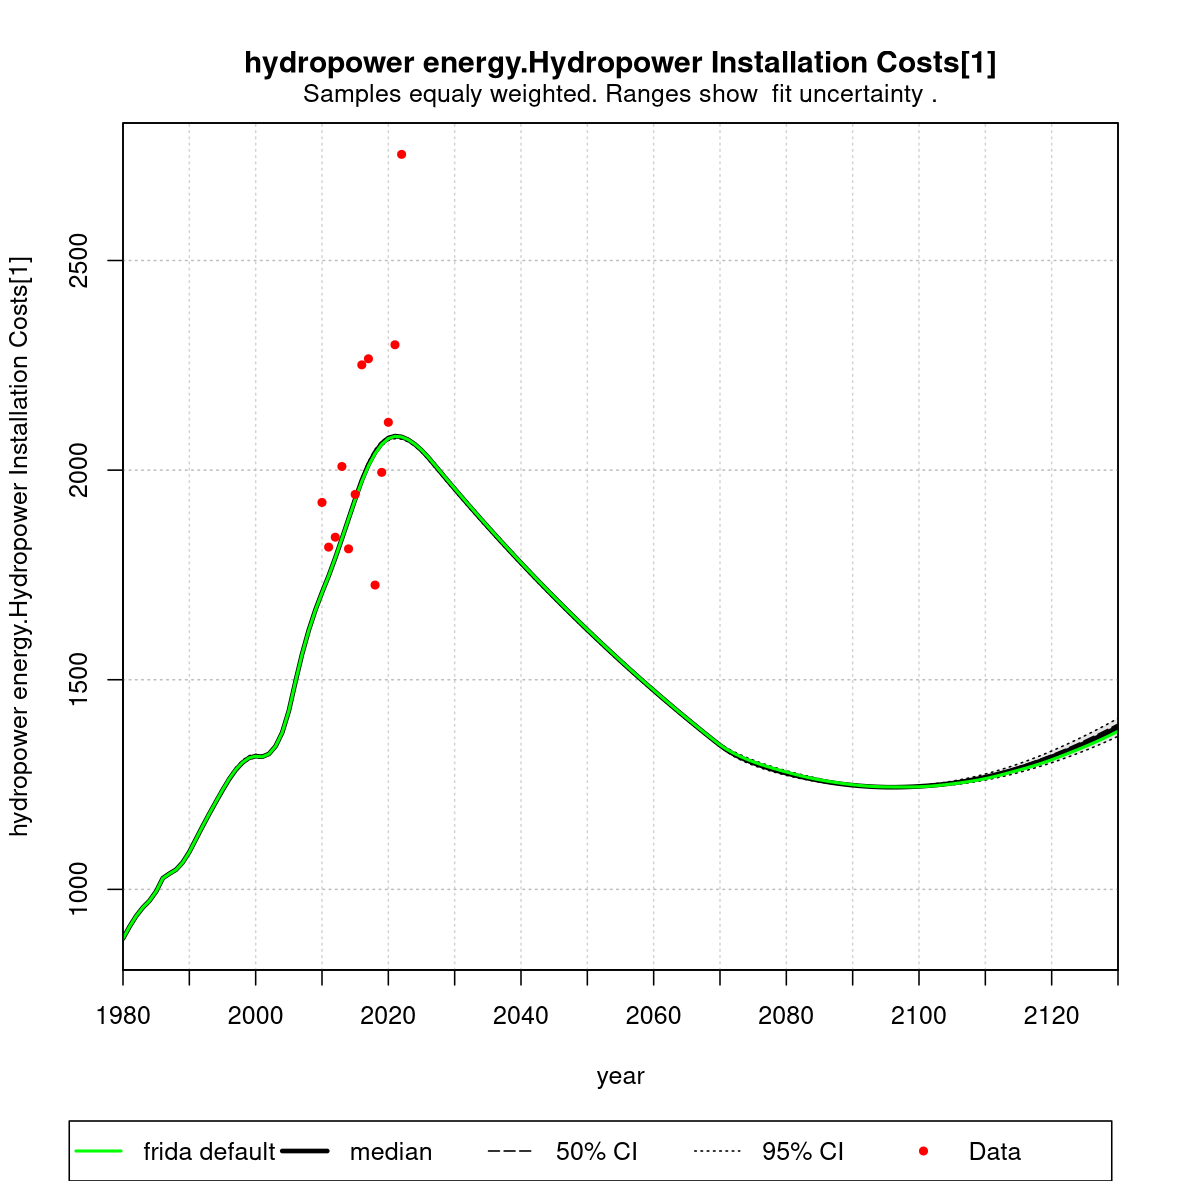 hydropower energy.Hydropower Installation Costs[1]
Samples equaly weighted. Ranges show  fit uncertainty .
hydropower energy.Hydropower Installation Costs[1]
2500
2000
1500
1000
1980 2000 2020 2040 2060 2080 2100 2120
year
frida default median 50% CI 95% CI Data